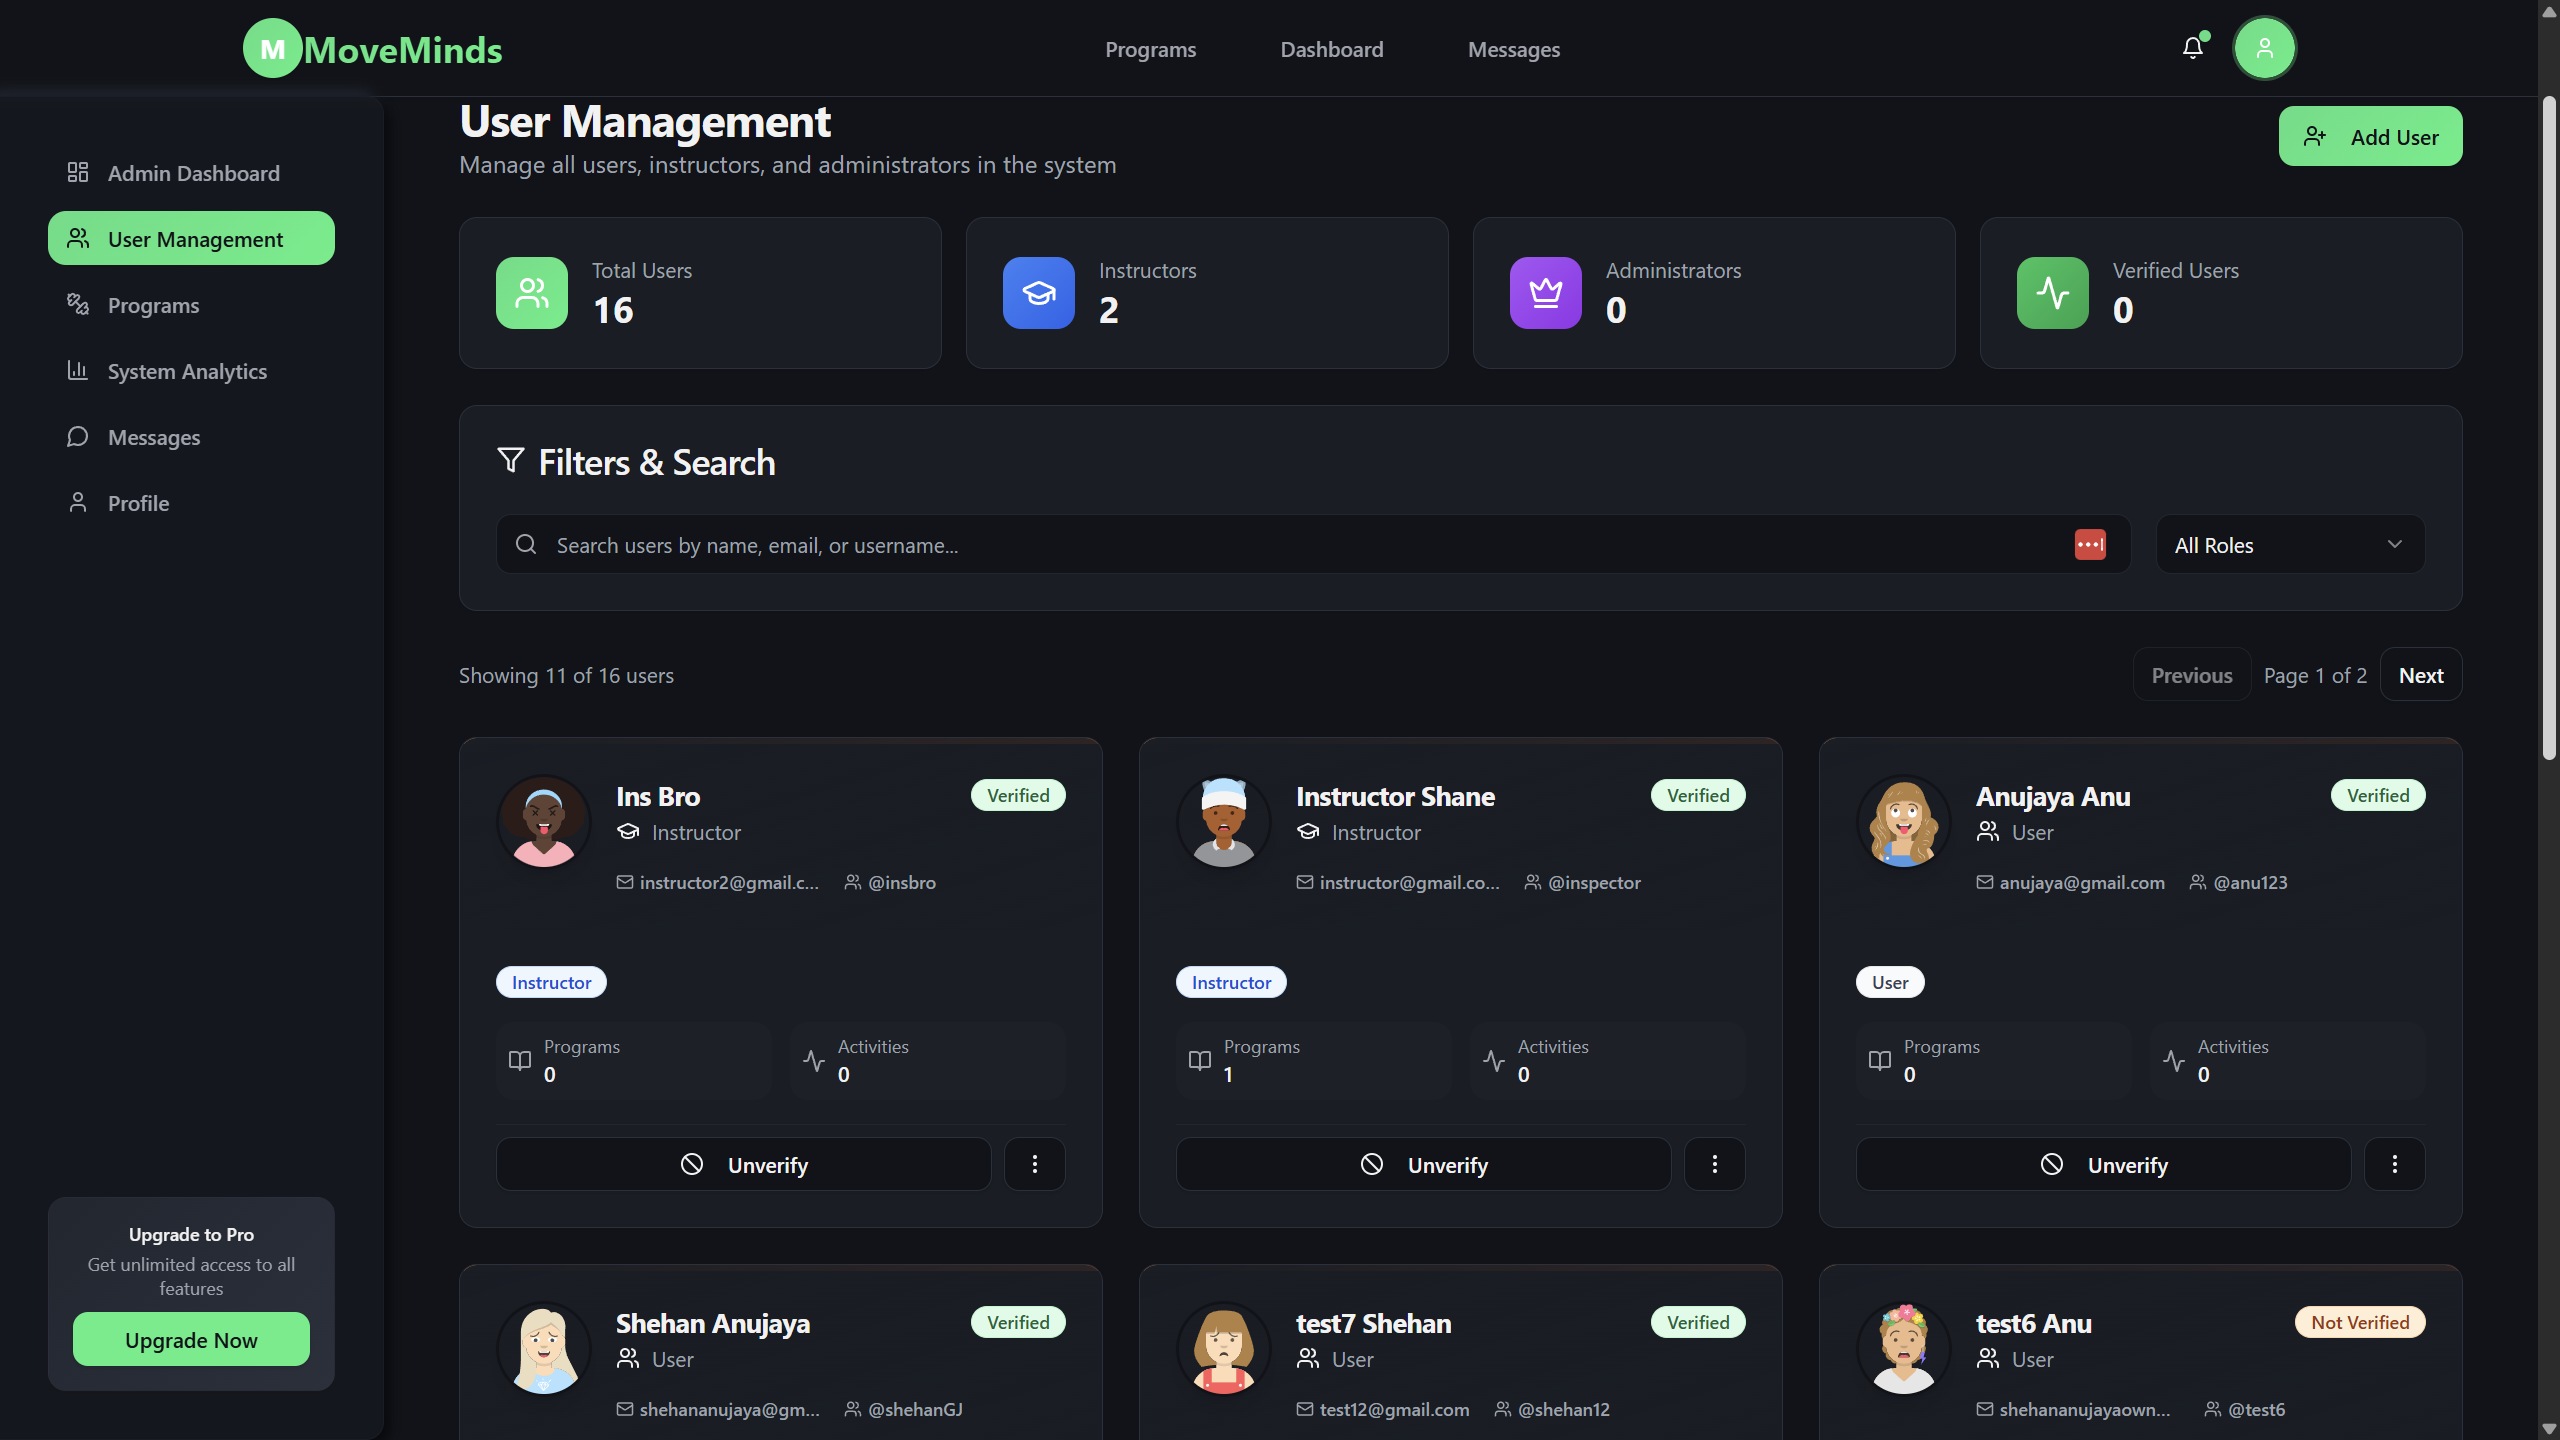 M MoveMinds
Programs
Dashboard
Messages
Admin Dashboard
User Management
Programs
System Analytics
Messages
Profile
Upgrade to Pro
Get unlimited access to all
features
Upgrade Now
User Management
Manage all users, instructors, and administrators in the system
Add User
Total Users
16
Instructors
2
Administrators
0
Verified Users
0
Filters & Search
Search users by name, email, or username...
All Roles
Showing 11 of 16 users
Previous
Page 1 of 2
Next
Ins Bro
Verified
Instructor
instructor2@gmail.c...
@insbro
Instructor
Programs
0
Activities
0
Unverify
Instructor Shane
Verified
Instructor
instructor@gmail.co...
@inspector
Instructor
Programs
1
Activities
0
Unverify
Anujaya Anu
Verified
User
anujaya@gmail.com
@anu123
User
Programs
0
Activities
0
Unverify
Shehan Anujaya
Verified
User
shehananujaya@gm...
@shehanGJ
test7 Shehan
Verified
User
test12@gmail.com
@shehan12
test6 Anu
Not Verified
User
shehananujayaown...
@test6